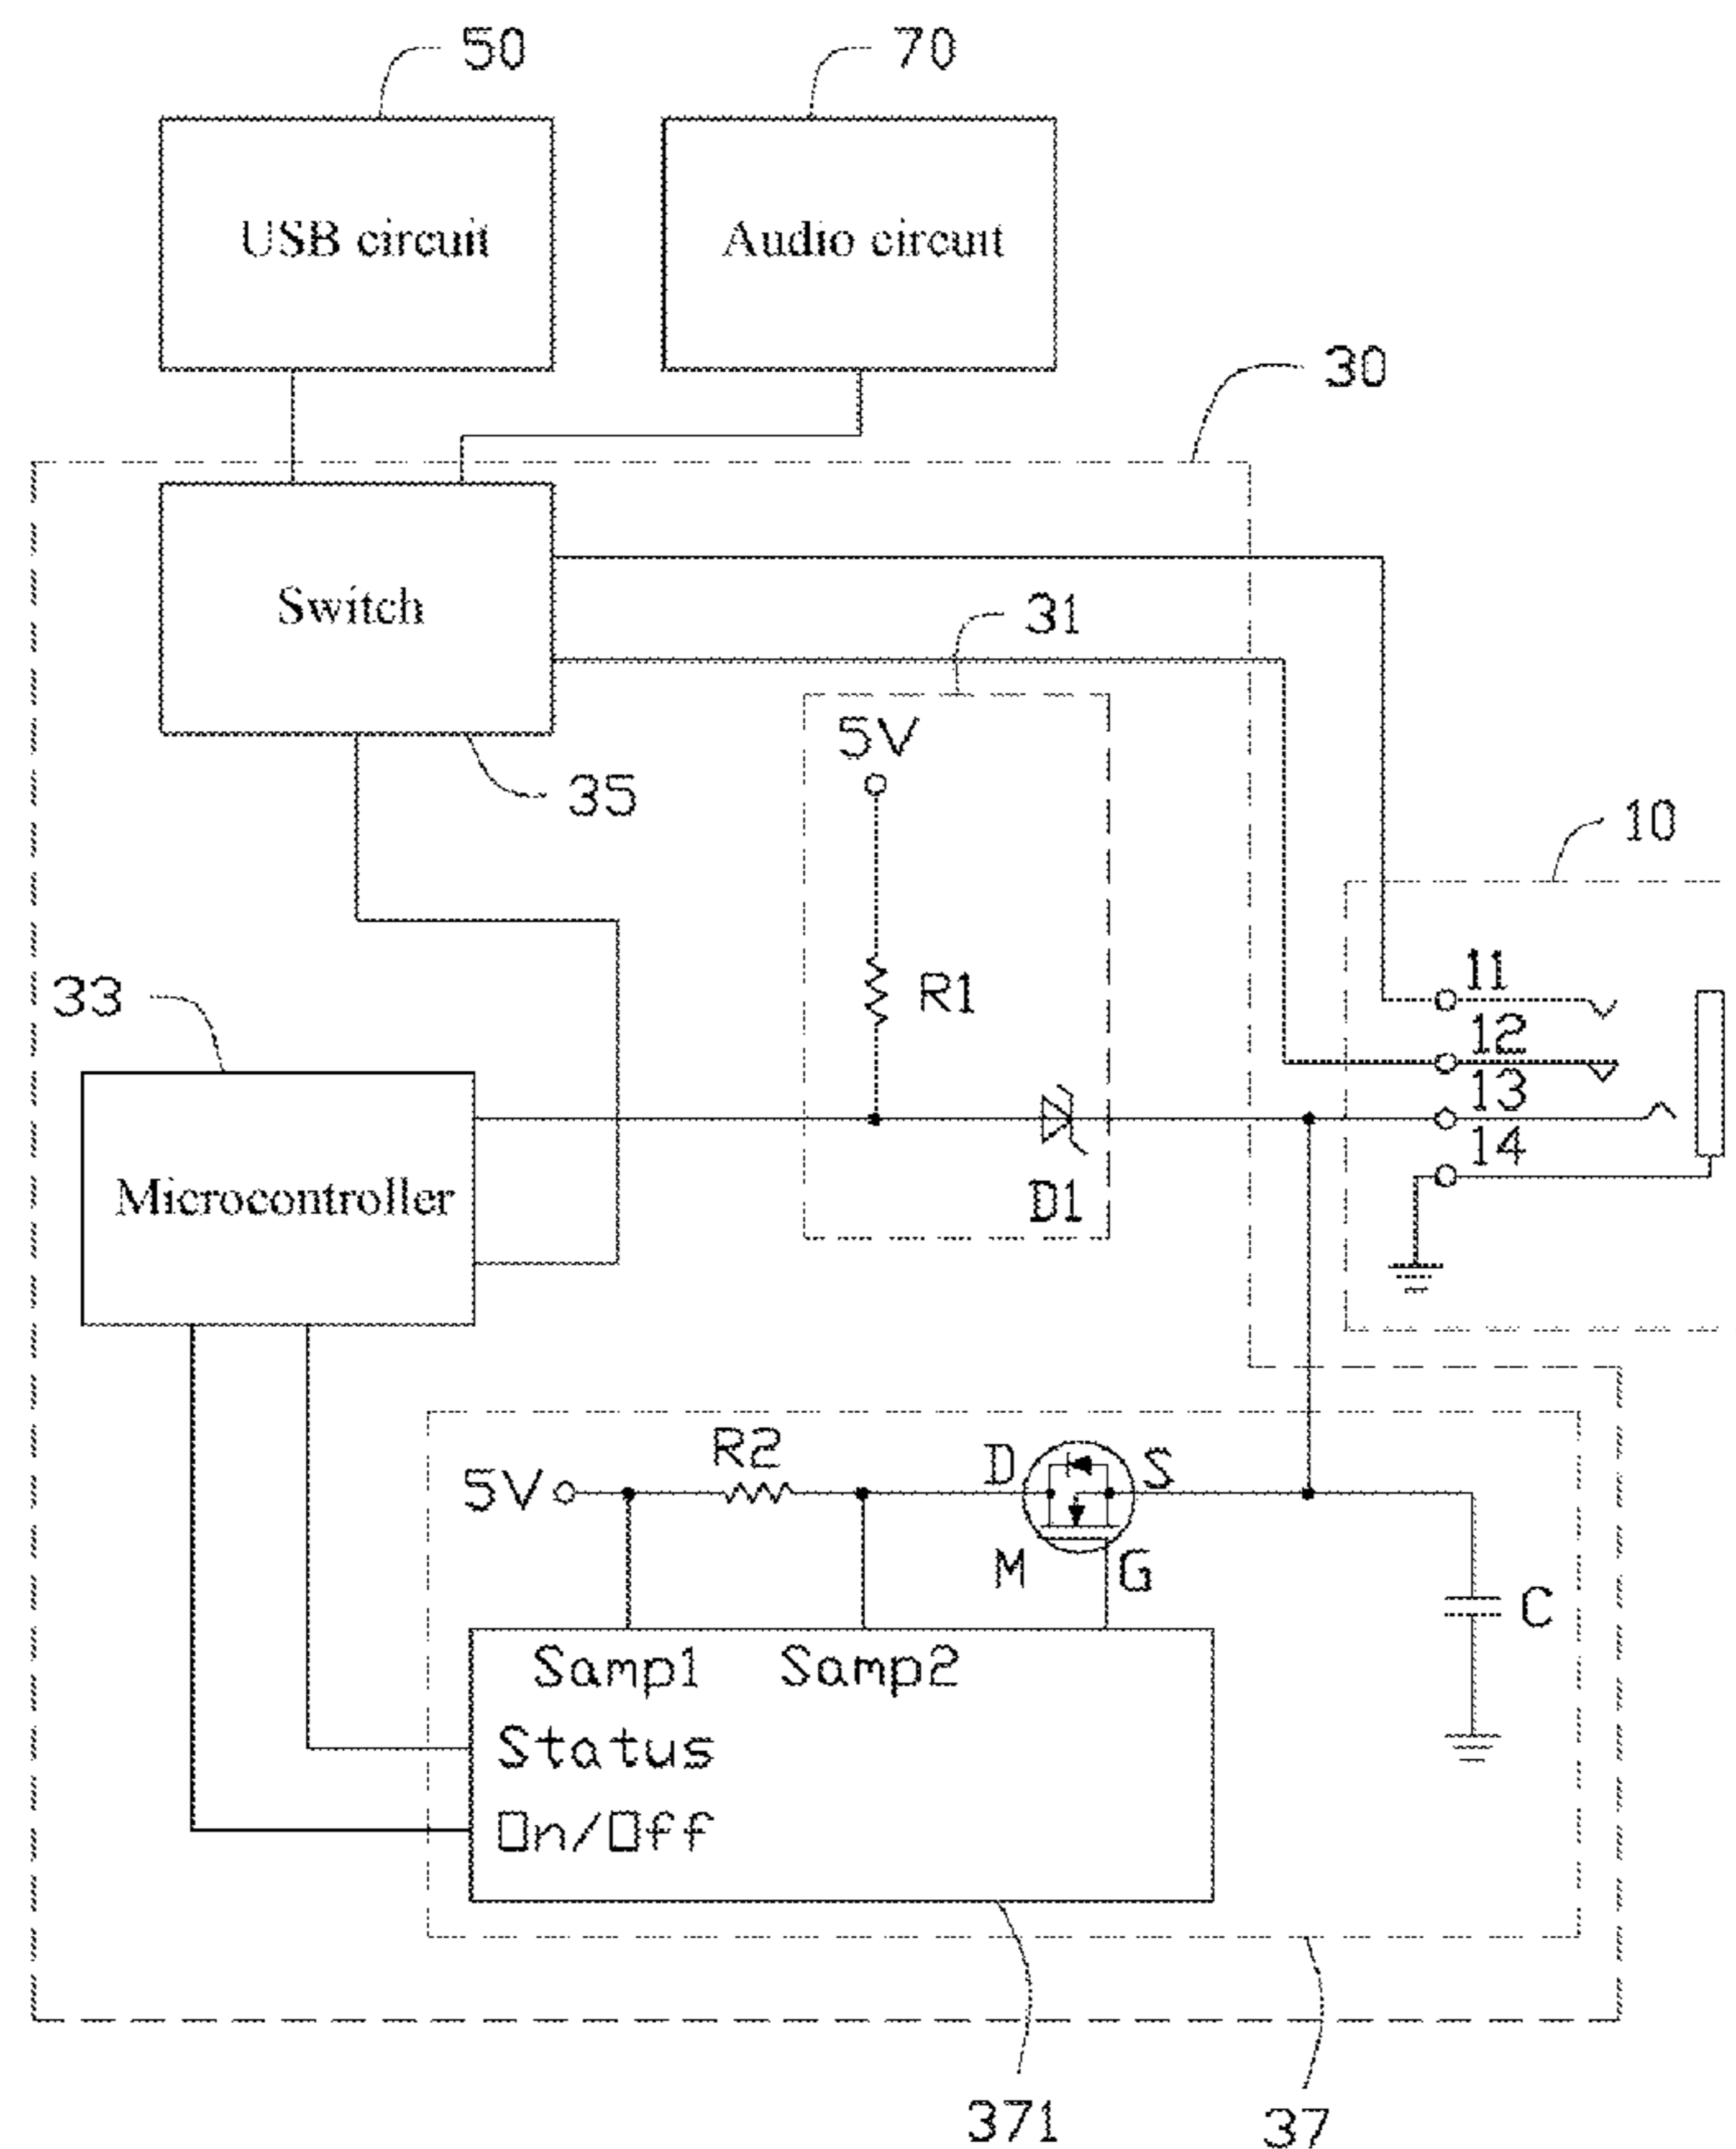 50
70
USB circuit
Audio circuit
30
Switch
31
5V
35
10
R1
11
33
12
13
14
Microcontroller
D1
R2
D
S
5V
M
G
C
Samp1
Samp2
Status
On/Off
371
37